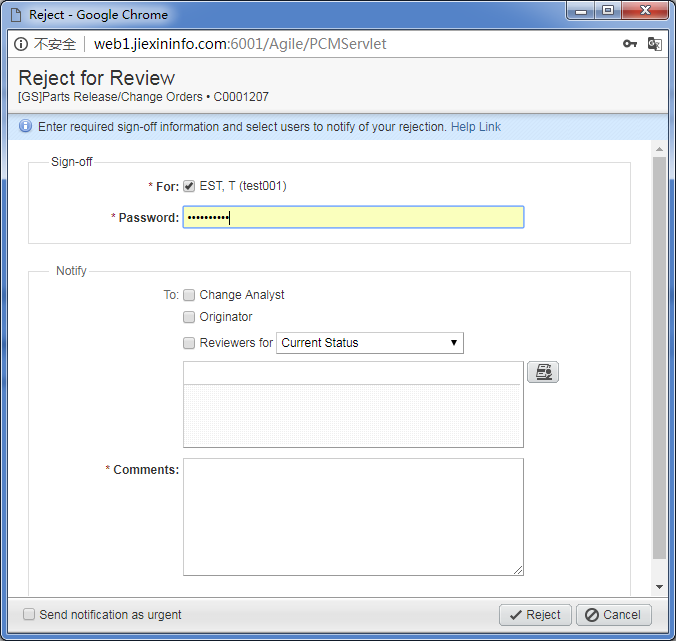 Reject - Google Chrome
不安全 web1.jiexininfo.com:6001/Agile/PCMServlet
Reject for Review
[GS]Parts Release/Change Orders • C0001207
Enter required sign-off information and select users to notify of your rejection. Help Link
Sign-off
* For: EST, T (test001)
* Password: ••••••••••
Notify
To: Change Analyst
Originator
Reviewers for Current Status
* Comments:
Send notification as urgent
Reject
Cancel